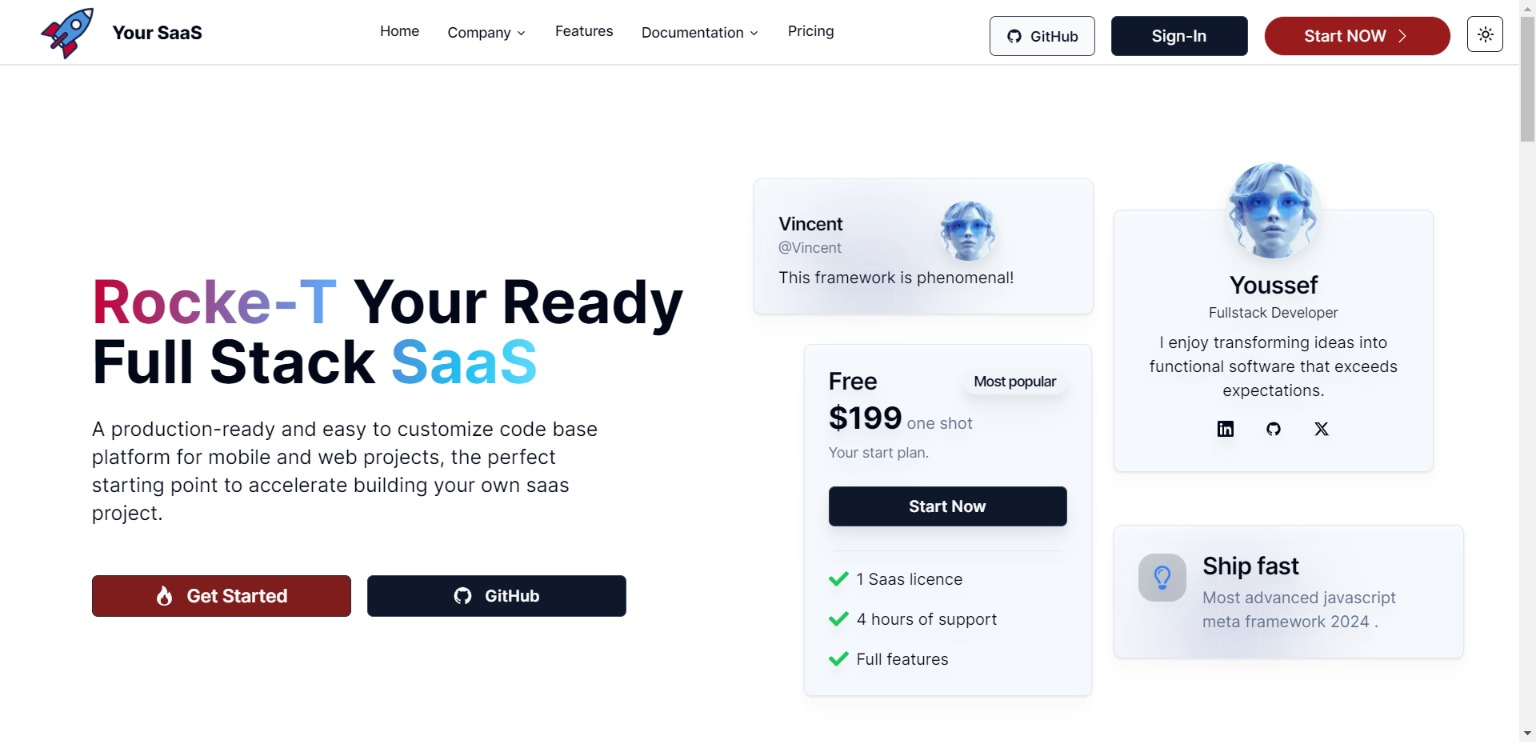 Your SaaS
Home
Company
Features
Documentation
Pricing
GitHub
Sign-In
Start NOW
Rocke-T Your Ready
Full Stack SaaS
A production-ready and easy to customize code base
platform for mobile and web projects, the perfect
starting point to accelerate building your own saas
project.
Get Started
GitHub
Vincent
@Vincent
This framework is phenomenal!
Free
Most popular
$199 one shot
Your start plan.
Start Now
1 Saas licence
4 hours of support
Full features
Youssef
Fullstack Developer
I enjoy transforming ideas into
functional software that exceeds
expectations.
Ship fast
Most advanced javascript
meta framework 2024 .